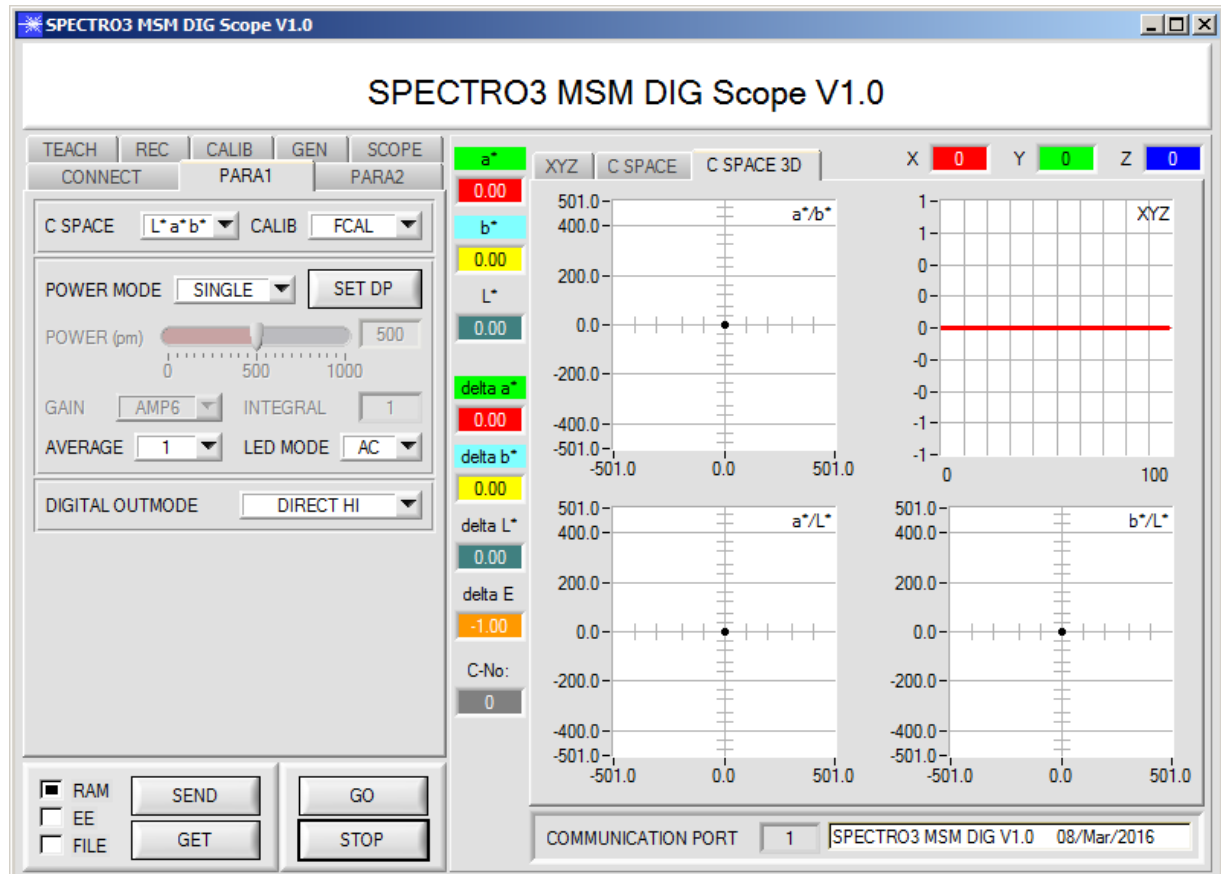 SPECTRO3 MSM DIG Scope V1.0
SPECTRO3 MSM DIG Scope V1.0
TEACH REC CALIB GEN SCOPE
CONNECT PARA1 PARA2
C SPACE L*a*b* CALIB FCAL
POWER MODE SINGLE SET DP
POWER (pm) 500
0 500 1000
GAIN AMP6 INTEGRAL 1
AVERAGE 1 LED MODE AC
DIGITAL OUTMODE DIRECT HI
RAM
EE
FILE
SEND
GET
GO
STOP
a*
0.00
b*
0.00
L*
0.00
delta a*
0.00
delta b*
0.00
delta L*
0.00
delta E
-1.00
C-No:
0
XYZ C SPACE C SPACE 3D
X 0 Y 0 Z 0
a*/b*
501.0
400.0
200.0
0.0
-200.0
-400.0
-501.0
-501.0 0.0 501.0
XYZ
1
1
0
0
0
-0
-0
-1
-1
0 100
a*/L*
501.0
400.0
200.0
0.0
-200.0
-400.0
-501.0
-501.0 0.0 501.0
b*/L*
501.0
400.0
200.0
0.0
-200.0
-400.0
-501.0
-501.0 0.0 501.0
COMMUNICATION PORT 1 SPECTRO3 MSM DIG V1.0 08/Mar/2016